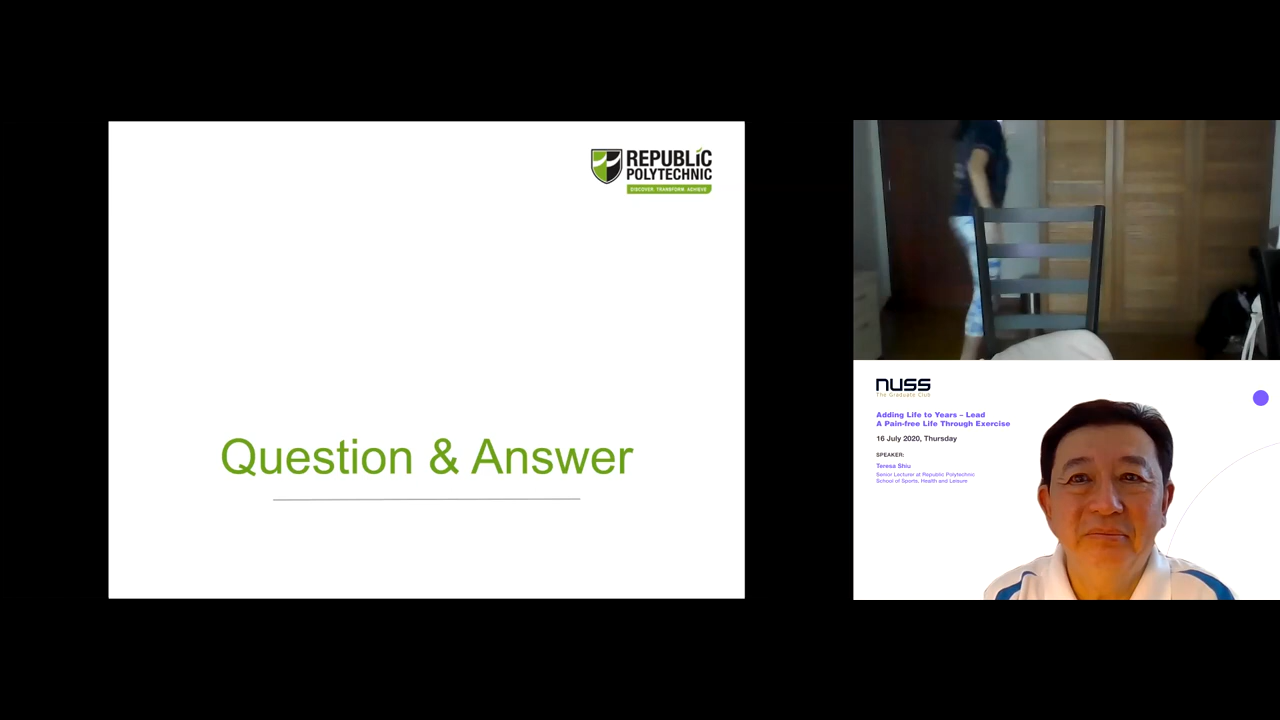 REPUBLIC
POLYTECHNIC
DISCOVER. TRANSFORM. ACHIEVE
Question & Answer
nuss
The Graduate Club
Adding Life to Years – Lead
A Pain-free Life Through Exercise
16 July 2020, Thursday
SPEAKER:
Teresa Shiu
Senior Lecturer at Republic Polytechnic
School of Sports, Health and Leisure